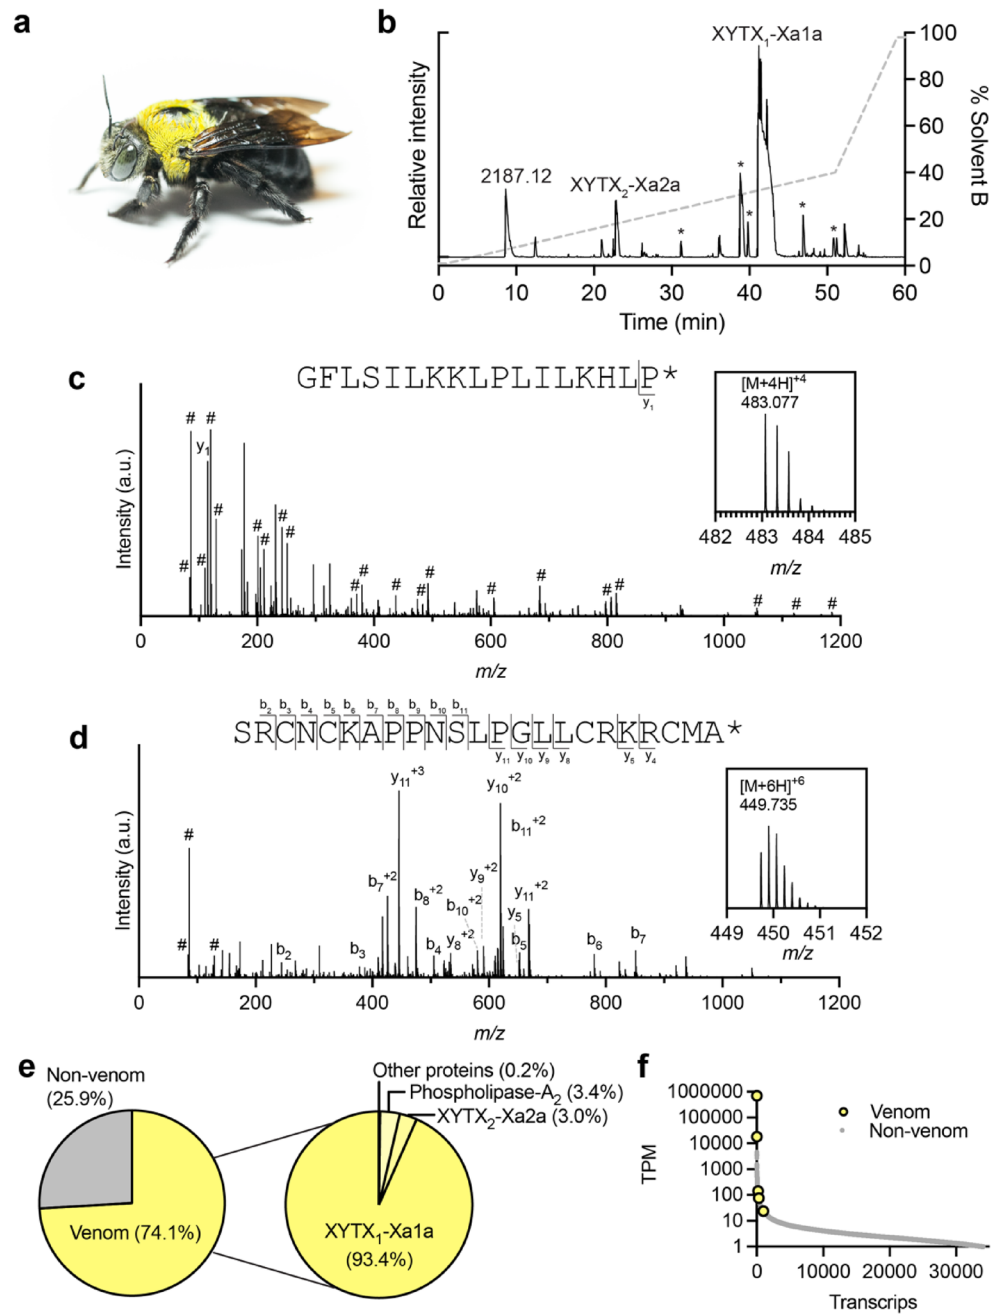 a
b
XYTX1-Xa1a
2187.12
XYTX2-Xa2a
*
*
*
*
*
Relative intensity
% Solvent B
100
80
60
40
20
0
0 10 20 30 40 50 60
Time (min)
c
GFLSILKKLPLILKHLP*
y1
[M+4H]+4
483.077
482 483 484 485
m/z
Intensity (a.u.)
# # y1 # # # # # # # # # # # # # # # # # # #
0 200 400 600 800 1000 1200
m/z
d
b2 b3 b4 b5 b6 b7 b8 b9 b10 b11
SRCNCKAPPNSLPGLLCRKRCMA*
y11 y10 y9 y8 y5 y4
[M+6H]+6
449.735
449 450 451 452
m/z
Intensity (a.u.)
y11+3
y10+2
b11+2
#
b7+2
y9+2
b8+2
b10+2
y11+2
y5
# # b2 b3 b4 y8+2 b5 b6 b7
0 200 400 600 800 1000 1200
m/z
e
Non-venom
(25.9%)
Venom (74.1%)
Other proteins (0.2%)
Phospholipase-A2 (3.4%)
XYTX2-Xa2a (3.0%)
XYTX1-Xa1a
(93.4%)
f
TPM
1000000
100000
10000
1000
100
10
1
Venom
Non-venom
0 10000 20000 30000
Transcrips